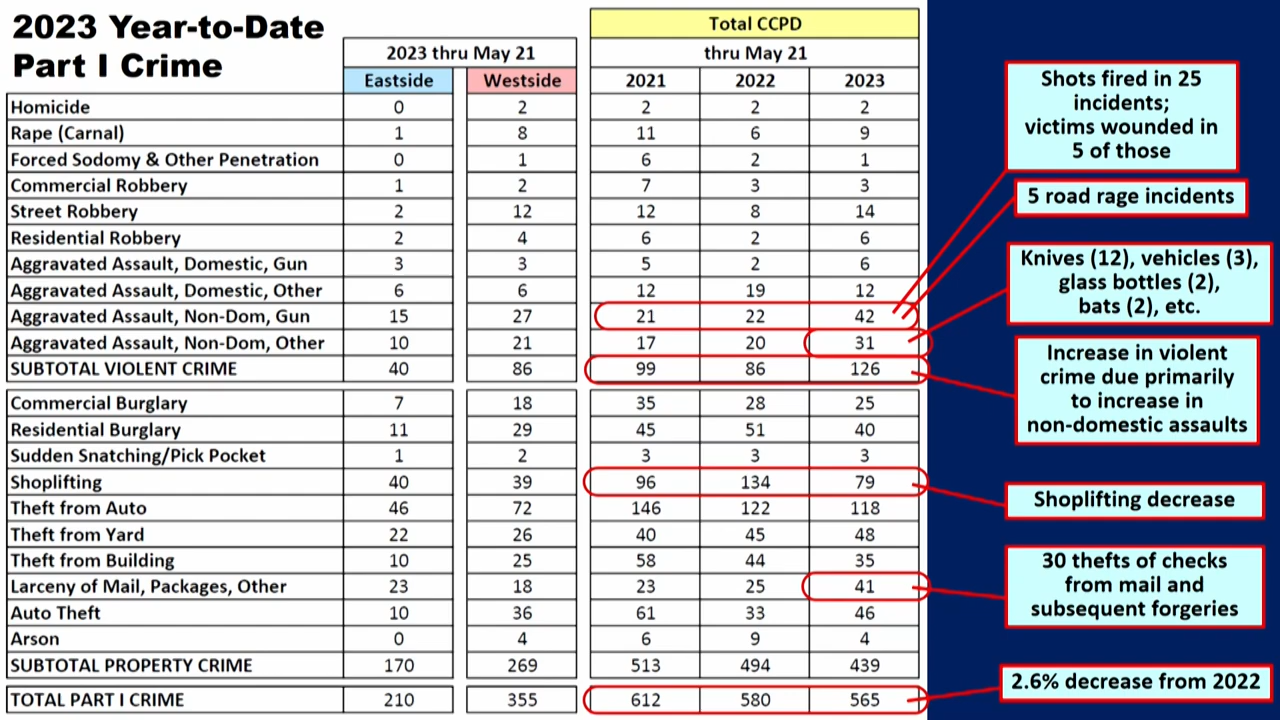 2023 Year-to-Date
Part I Crime
Total CCPD
2023 thru May 21 thru May 21
Eastside Westside 2021 2022 2023
Homicide 0 2 2 2 2
Rape (Carnal) 1 8 11 6 9
Forced Sodomy & Other Penetration 0 1 6 2 1
Commercial Robbery 1 2 7 3 3
Street Robbery 2 12 12 8 14
Residential Robbery 2 4 6 2 6
Aggravated Assault, Domestic, Gun 3 3 5 2 6
Aggravated Assault, Domestic, Other 6 6 12 19 12
Aggravated Assault, Non-Dom, Gun 15 27 21 22 42
Aggravated Assault, Non-Dom, Other 10 21 17 20 31
SUBTOTAL VIOLENT CRIME 40 86 99 86 126
Commercial Burglary 7 18 35 28 25
Residential Burglary 11 29 45 51 40
Sudden Snatching/Pick Pocket 1 2 3 3 3
Shoplifting 40 39 96 134 79
Theft from Auto 46 72 146 122 118
Theft from Yard 22 26 40 45 48
Theft from Building 10 25 58 44 35
Larceny of Mail, Packages, Other 23 18 23 25 41
Auto Theft 10 36 61 33 46
Arson 0 4 6 9 4
SUBTOTAL PROPERTY CRIME 170 269 513 494 439
TOTAL PART I CRIME 210 355 612 580 565
Shots fired in 25
incidents;
victims wounded in
5 of those
5 road rage incidents
Knives (12), vehicles (3),
glass bottles (2),
bats (2), etc.
Increase in violent
crime due primarily
to increase in
non-domestic assaults
Shoplifting decrease
30 thefts of checks
from mail and
subsequent forgeries
2.6% decrease from 2022